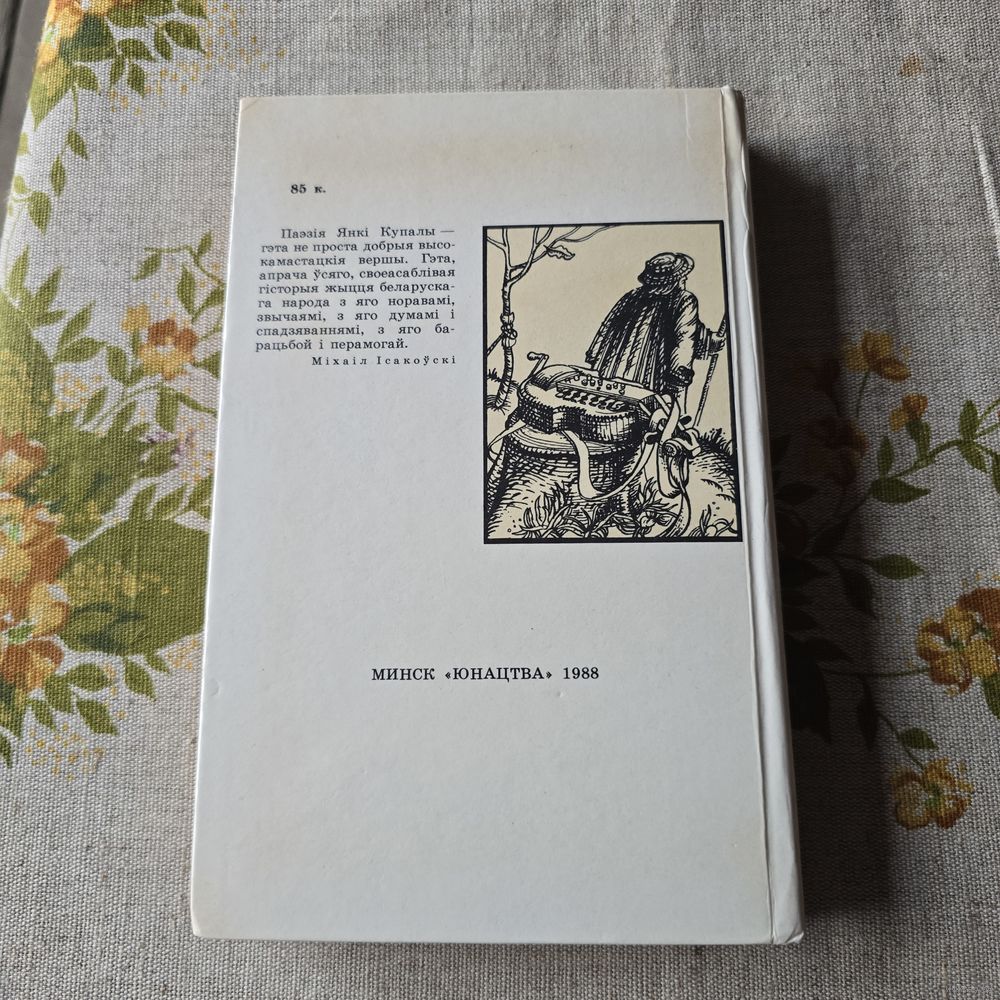 85 к.
Паэзія Янкі Купалы —
гэта не проста добрыя высо-
камастацкія вершы. Гэта,
апрача ўсяго, своеасаблівая
гісторыя жыцця беларуска-
га народа з яго норавамі,
звычаямі, з яго думамі і
спадзяваннямі, з яго ба-
рацьбой і перамогай.
Міхаіл Ісакоўскі
МИНСК «ЮНАЦТВА» 1988